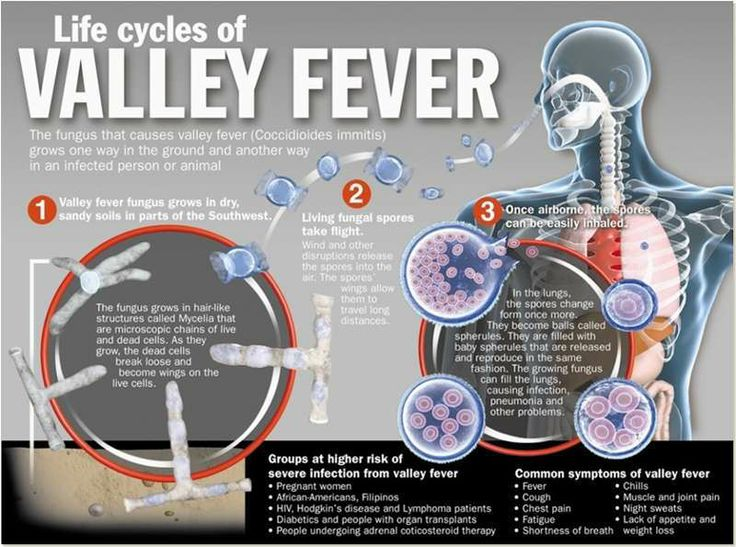 Life cycles of
VALLEY FEVER
The fungus that causes valley fever (Coccidioides immitis)
grows one way in the ground and another way
in an infected person or animal
1
Valley fever fungus grows in dry,
sandy soils in parts of the Southwest.
The fungus grows in hair-like
structures called Mycelia that
are microscopic chains of live
and dead cells. As they
grow, the dead cells
break loose and
become wings on the
live cells.
2
Living fungal spores
take flight.
Wind and other
disruptions release
the spores into the
air. The spores'
wings allow
them to
travel long
distances.
3
Once airborne, the spores
can be easily inhaled.
In the lungs,
the spores change
form once more.
They become balls called
spherules. They are filled with
baby spherules that are released
and reproduce in the same
fashion. The growing fungus
can fill the lungs,
causing infection,
pneumonia and
other problems.
Groups at higher risk of
severe infection from valley fever
• Pregnant women
• African-Americans, Filipinos
• HIV, Hodgkin's disease and Lymphoma patients
• Diabetics and people with organ transplants
• People undergoing adrenal coticosteroid therapy
Common symptoms of valley fever
• Fever
• Cough
• Chest pain
• Fatigue
• Shortness of breath
• Chills
• Muscle and joint pain
• Night sweats
• Lack of appetite and
weight loss